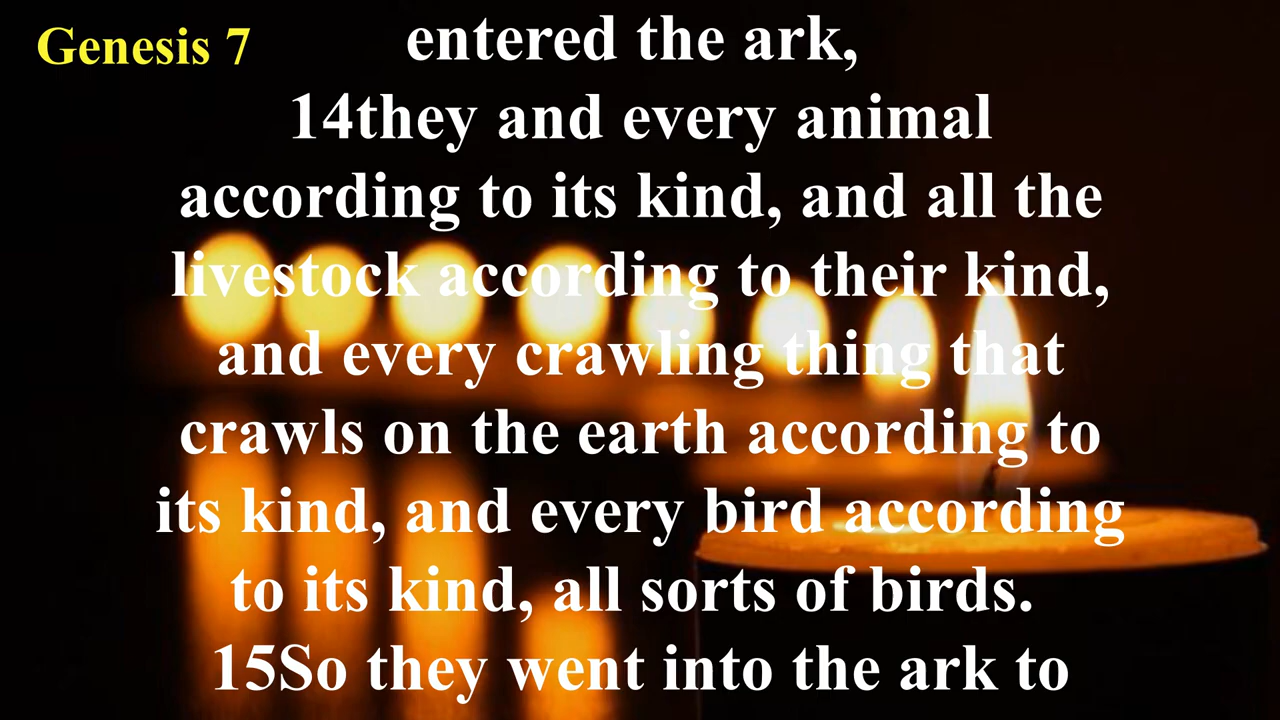 Genesis 7
entered the ark,
14they and every animal
according to its kind, and all the
livestock according to their kind,
and every crawling thing that
crawls on the earth according to
its kind, and every bird according
to its kind, all sorts of birds.
15So they went into the ark to